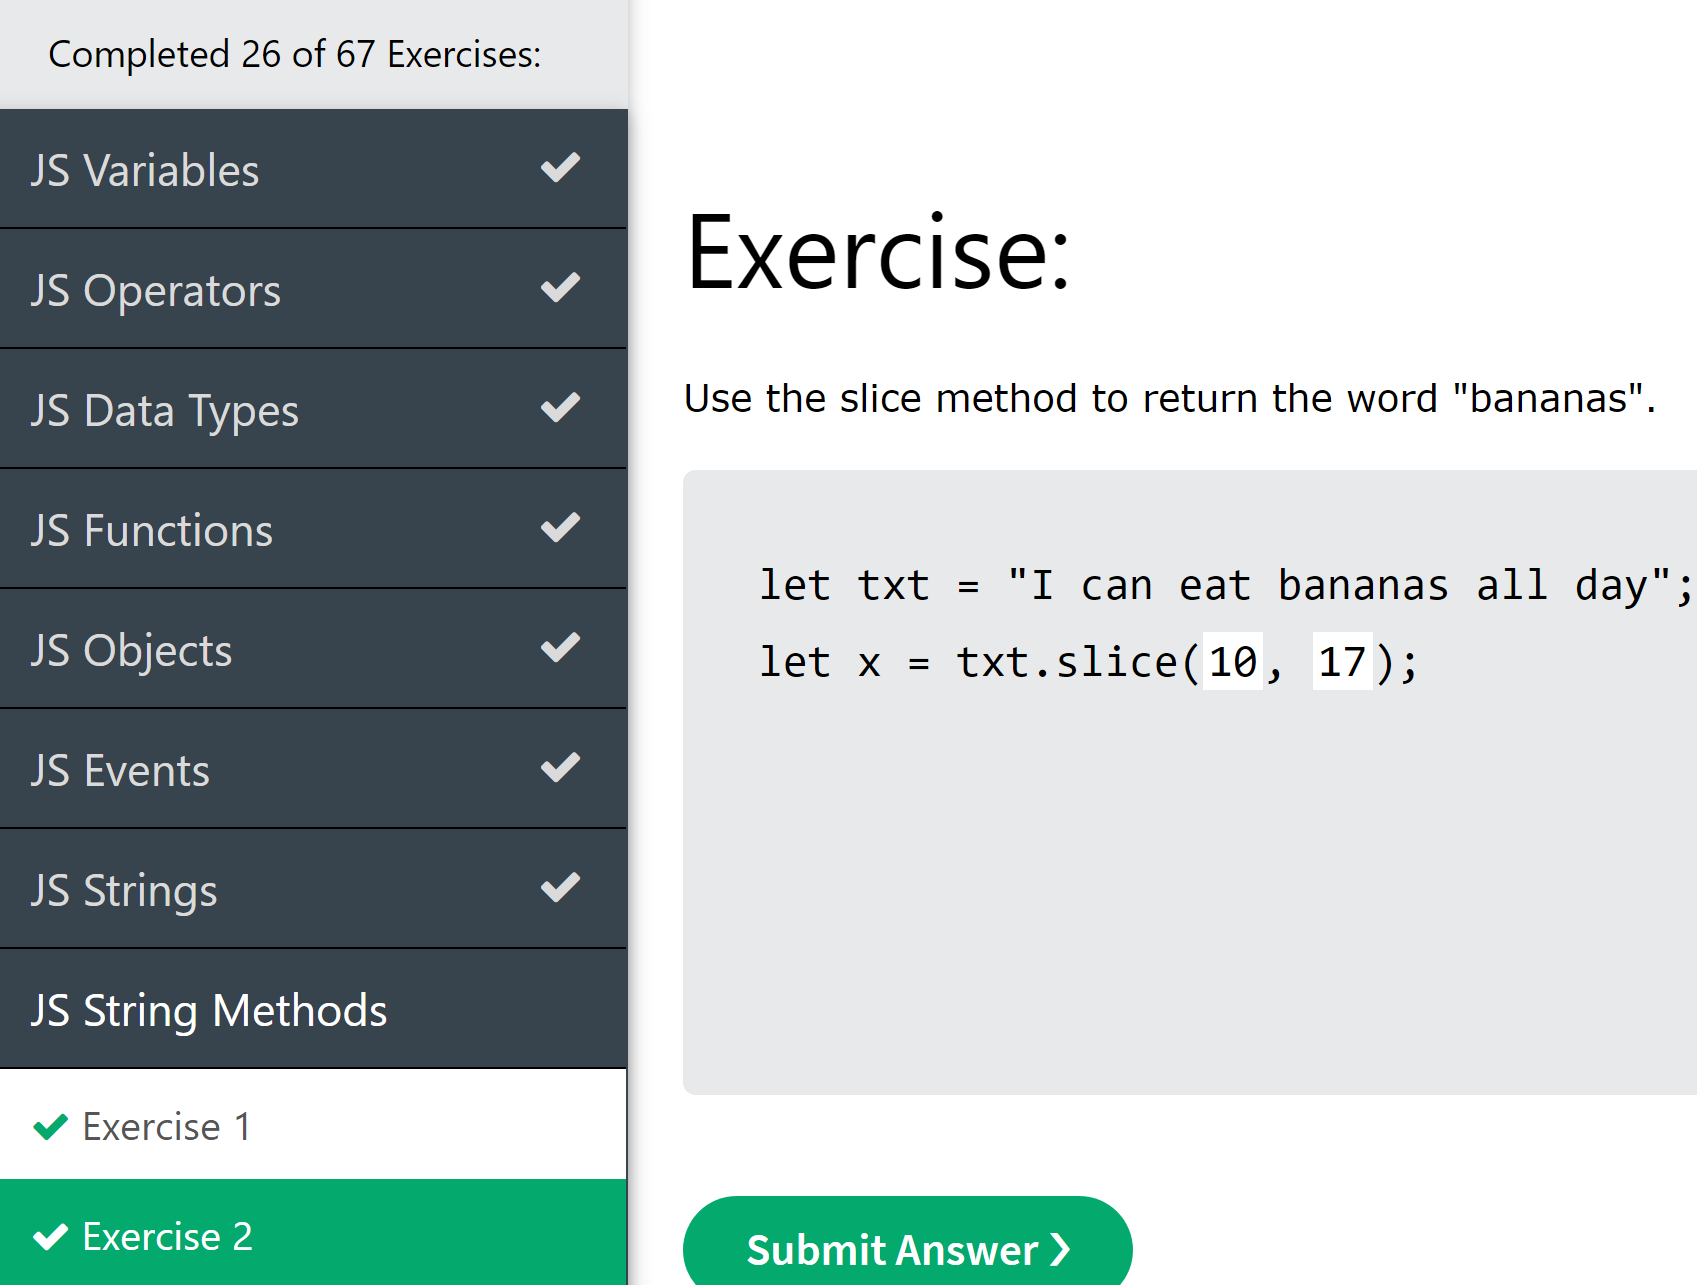 Completed 26 of 67 Exercises:
JS Variables
JS Operators
JS Data Types
JS Functions
JS Objects
JS Events
JS Strings
JS String Methods
Exercise 1
Exercise 2
Exercise:
Use the slice method to return the word "bananas".
let txt = "I can eat bananas all day";
let x = txt.slice(10, 17);
Submit Answer ❯